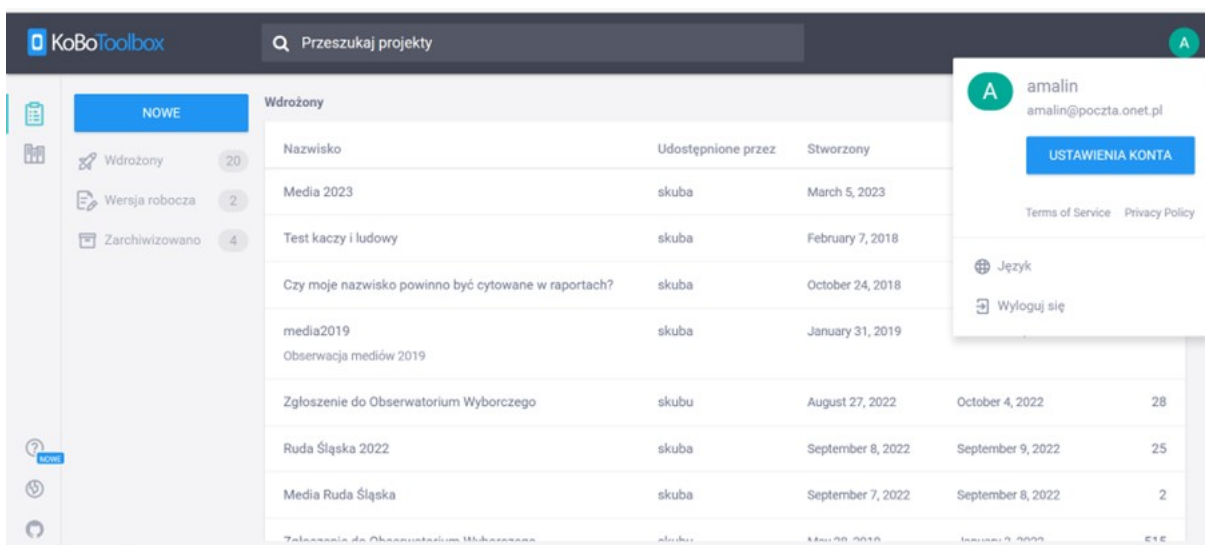 KoBoToolbox
Przeszukaj projekty
A
A
amalin
amalin@poczta.onet.pl
USTAWIENIA KONTA
Terms of Service Privacy Policy
Język
Wyloguj się
NOWE
Wdrożony 20
Wersja robocza 2
Zarchiwizowano 4
NOWE
Wdrożony
Nazwisko Udostępnione przez Stworzony
Media 2023 skuba March 5, 2023
Test kaczy i ludowy skuba February 7, 2018
Czy moje nazwisko powinno być cytowane w raportach? skuba October 24, 2018
media2019 skuba January 31, 2019
Obserwacja mediów 2019
Zgłoszenie do Obserwatorium Wyborczego skubu August 27, 2022 October 4, 2022 28
Ruda Śląska 2022 skuba September 8, 2022 September 9, 2022 25
Media Ruda Śląska skuba September 7, 2022 September 8, 2022 2